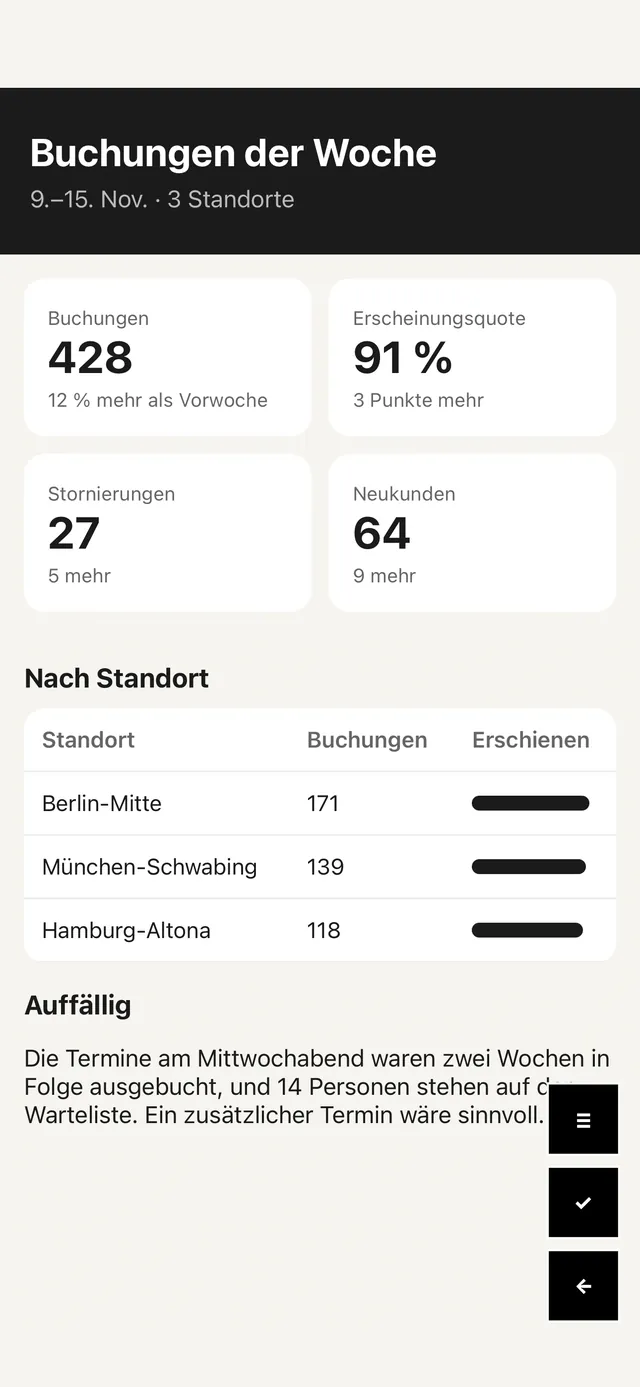 Buchungen der Woche
9.–15. Nov. · 3 Standorte
Buchungen
428
12 % mehr als Vorwoche
Erscheinungsquote
91 %
3 Punkte mehr
Stornierungen
27
5 mehr
Neukunden
64
9 mehr
Nach Standort
Standort Buchungen Erschienen
Berlin-Mitte 171
München-Schwabing 139
Hamburg-Altona 118
Auffällig
Die Termine am Mittwochabend waren zwei Wochen in
Folge ausgebucht, und 14 Personen stehen auf
Warteliste. Ein zusätzlicher Termin wäre sinnvoll.